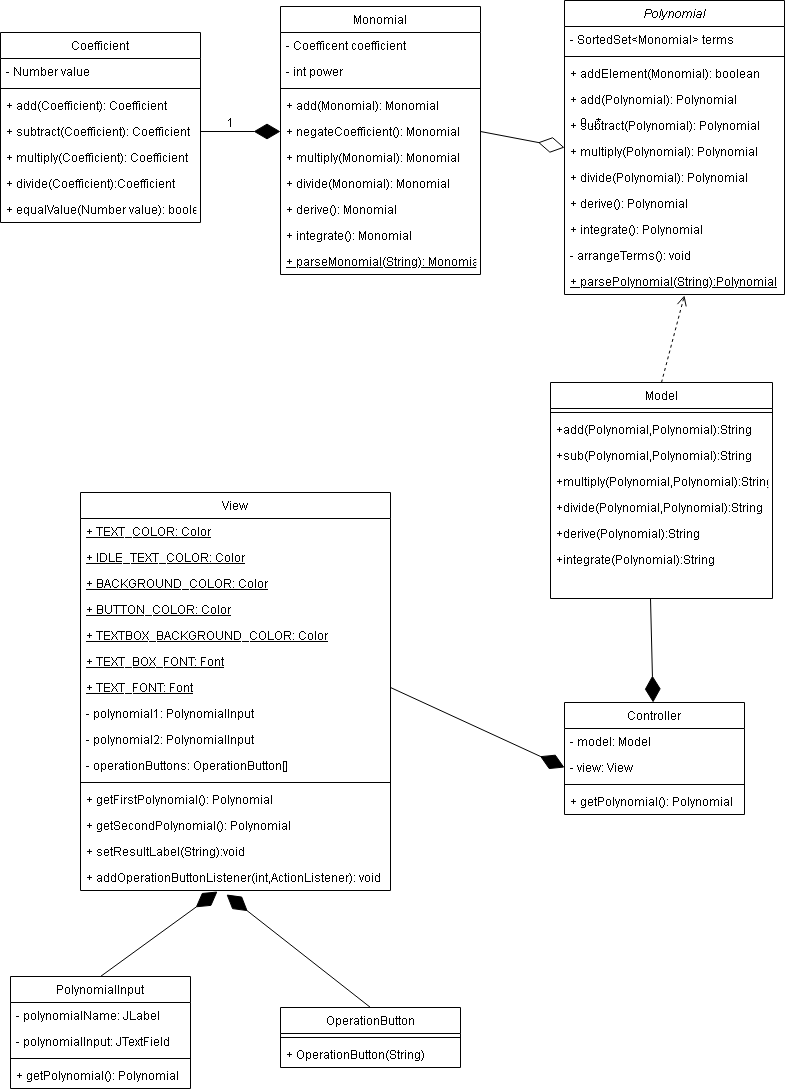 Coefficient
- Number value
+ add(Coefficient): Coefficient
+ subtract(Coefficient): Coefficient
+ multiply(Coefficient): Coefficient
+ divide(Coefficient):Coefficient
+ equalValue(Number value): boole
1
Monomial
- Coefficent coefficient
- int power
+ add(Monomial): Monomial
+ negateCoefficient(): Monomial
+ multiply(Monomial): Monomial
+ divide(Monomial): Monomial
+ derive(): Monomial
+ integrate(): Monomial
+ parseMonomial(String): Monomia
Polynomial
- SortedSet<Monomial> terms
+ addElement(Monomial): boolean
+ add(Polynomial): Polynomial
0..*
+ subtract(Polynomial): Polynomial
+ multiply(Polynomial): Polynomial
+ divide(Polynomial): Polynomial
+ derive(): Polynomial
+ integrate(): Polynomial
- arrangeTerms(): void
+ parsePolynomial(String):Polynomial
Model
+add(Polynomial,Polynomial):String
+sub(Polynomial,Polynomial):String
+multiply(Polynomial,Polynomial):String
+divide(Polynomial,Polynomial):String
+derive(Polynomial):String
+integrate(Polynomial):String
View
+ TEXT_COLOR: Color
+ IDLE_TEXT_COLOR: Color
+ BACKGROUND_COLOR: Color
+ BUTTON_COLOR: Color
+ TEXTBOX_BACKGROUND_COLOR: Color
+ TEXT_BOX_FONT: Font
+ TEXT_FONT: Font
- polynomial1: PolynomialInput
- polynomial2: PolynomialInput
- operationButtons: OperationButton[]
+ getFirstPolynomial(): Polynomial
+ getSecondPolynomial(): Polynomial
+ setResultLabel(String):void
+ addOperationButtonListener(int,ActionListener): void
Controller
- model: Model
- view: View
+ getPolynomial(): Polynomial
PolynomialInput
- polynomialName: JLabel
- polynomialInput: JTextField
+ getPolynomial(): Polynomial
OperationButton
+ OperationButton(String)